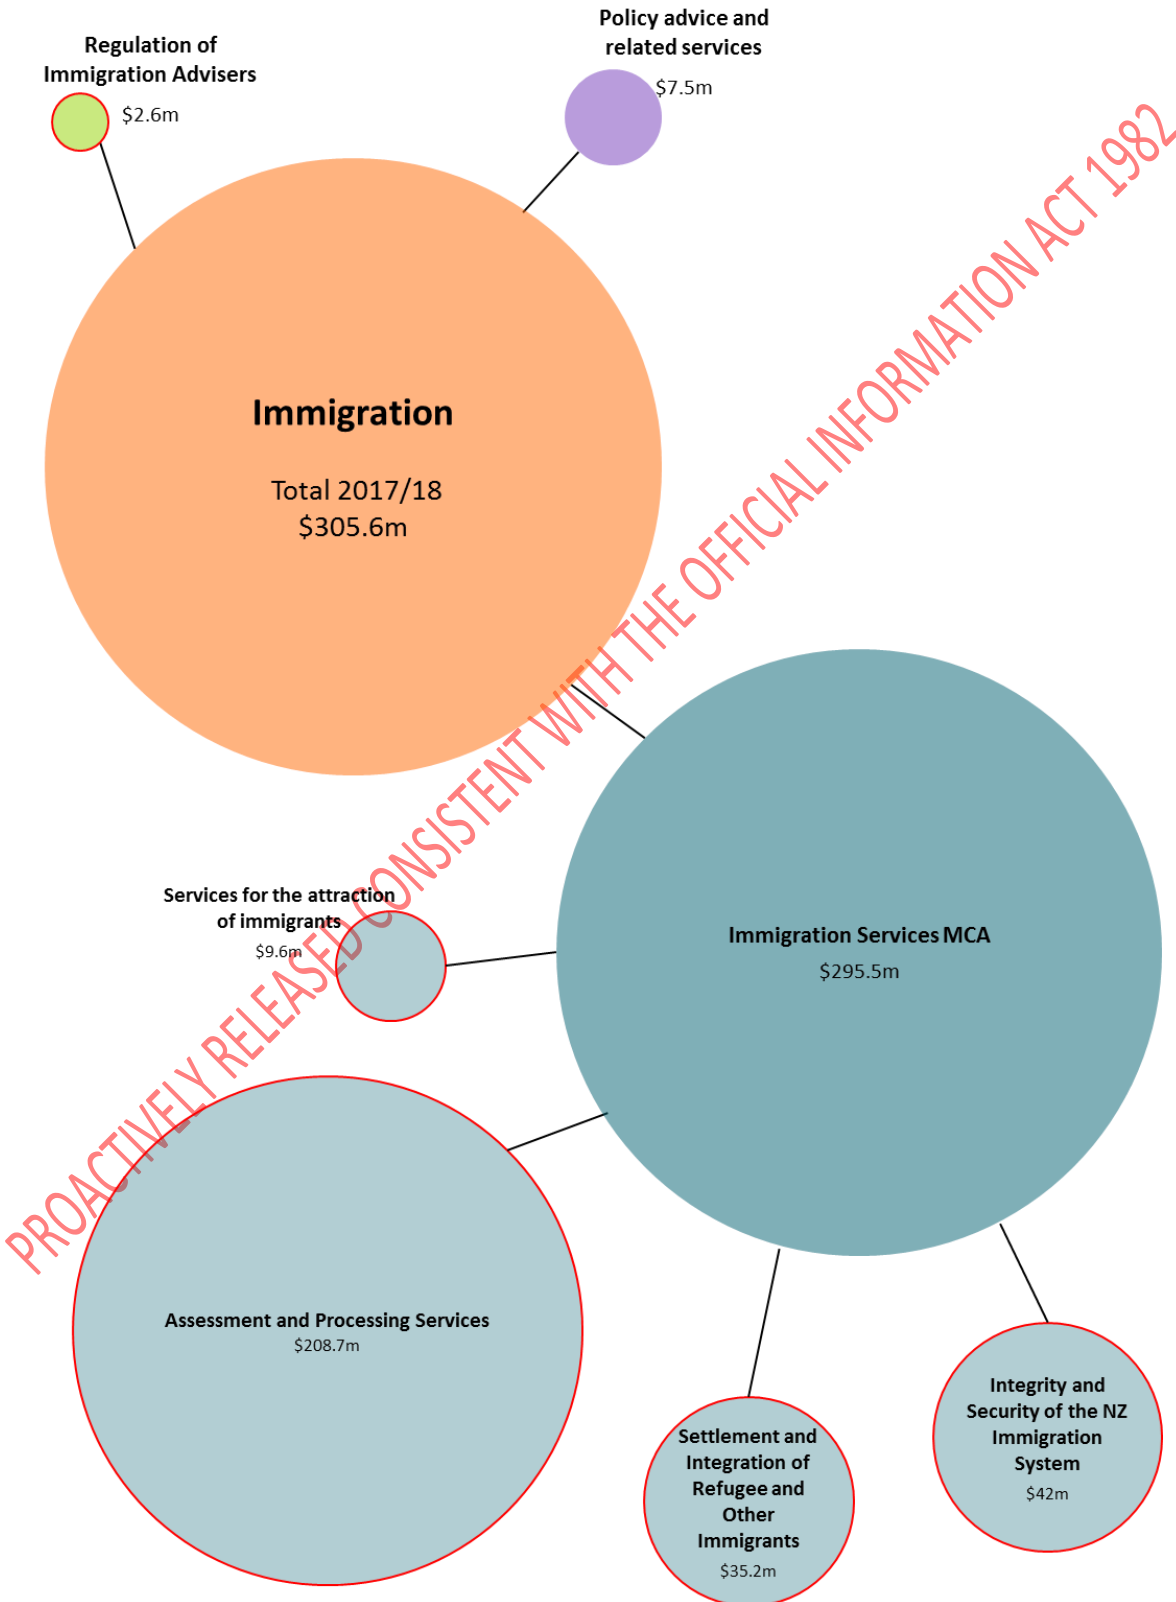 Policy advice and
related services
$7.5m
Regulation of
Immigration Advisers
$2.6m
Immigration
Total 2017/18
$305.6m
PROACTIVELY RELEASED CONSISTENT WITH THE OFFICIAL INFORMATION ACT 1982
Services for the attraction
of immigrants
$9.6m
Immigration Services MCA
$295.5m
Assessment and Processing Services
$208.7m
Settlement and
Integration of
Refugee and
Other
Immigrants
$35.2m
Integrity and
Security of the NZ
Immigration
System
$42m